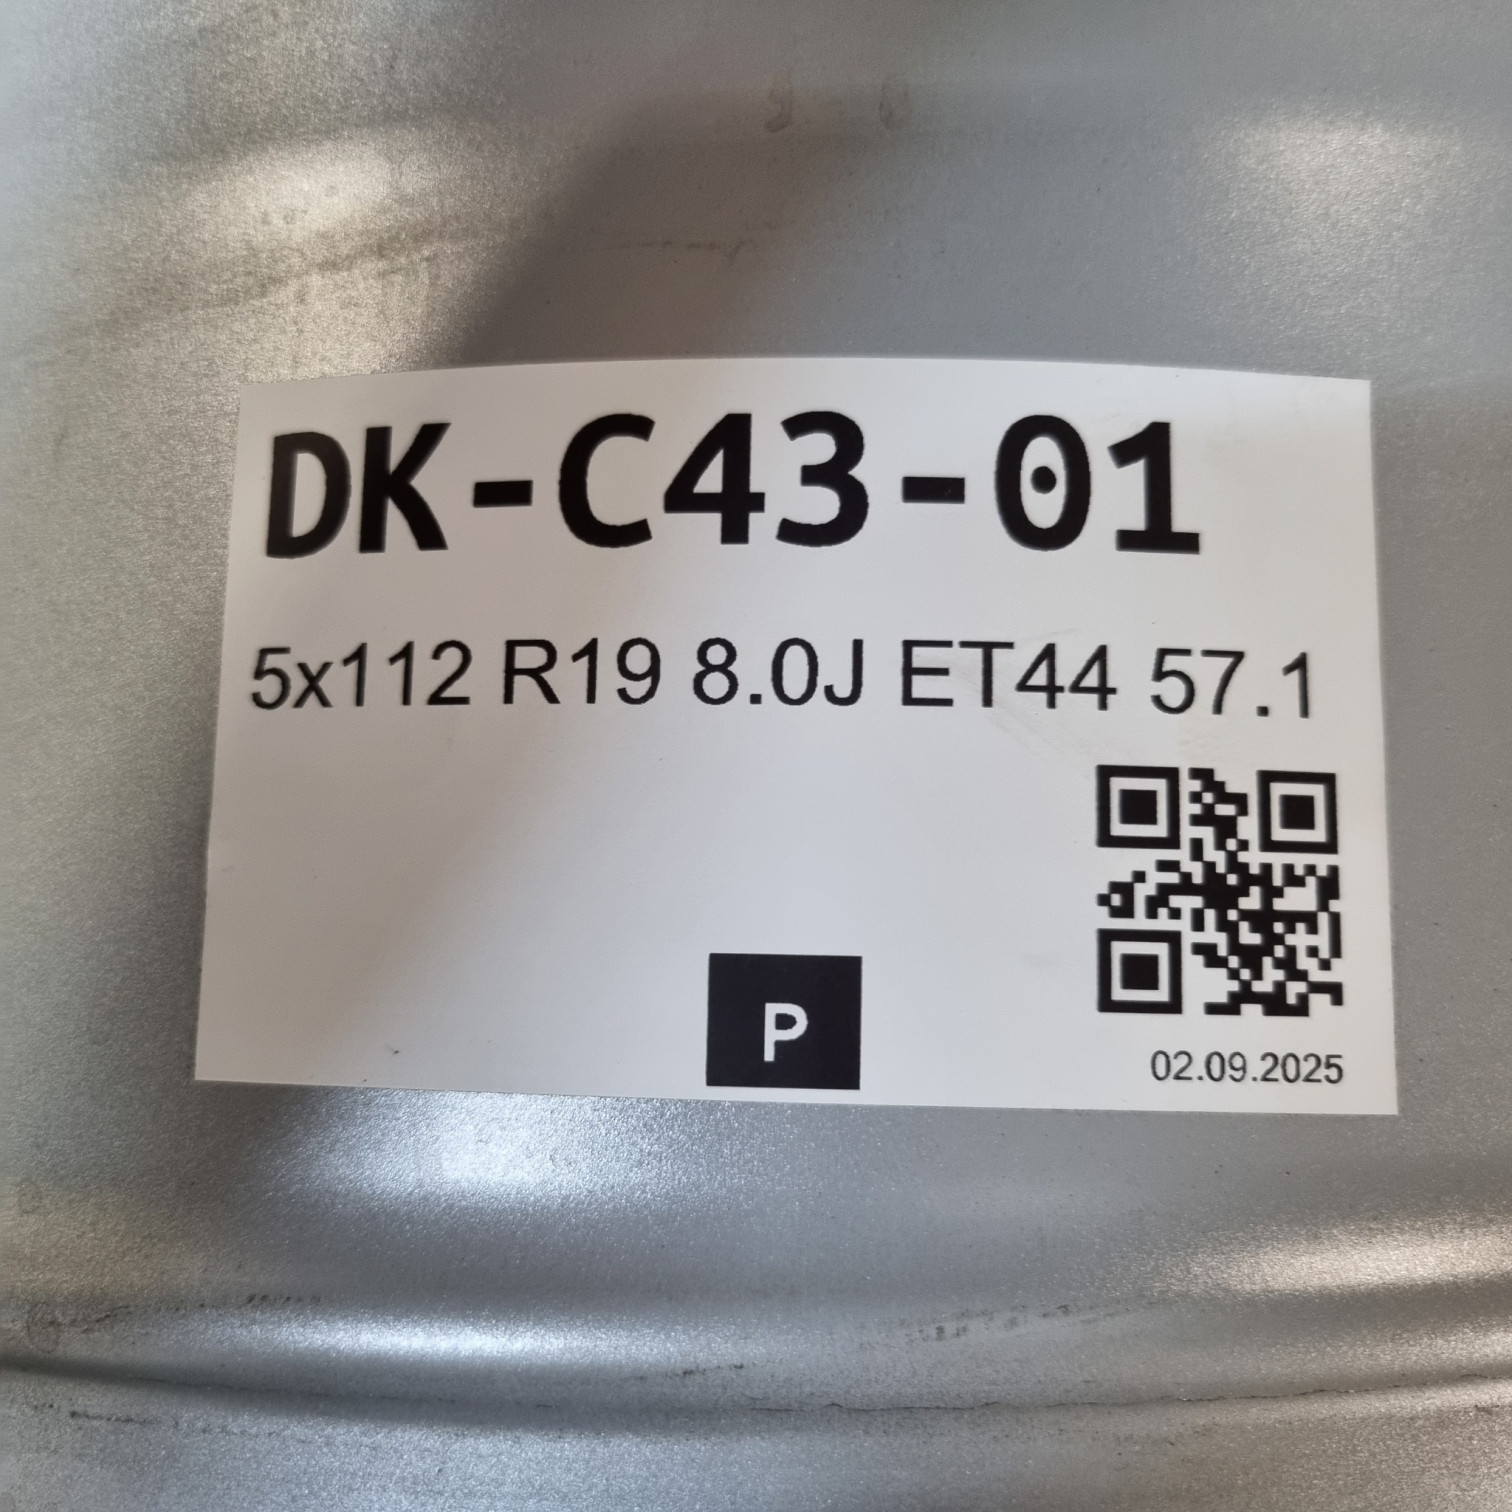 DK-C43-01
5x112 R19 8.0J ET44 57.1
P
02.09.2025